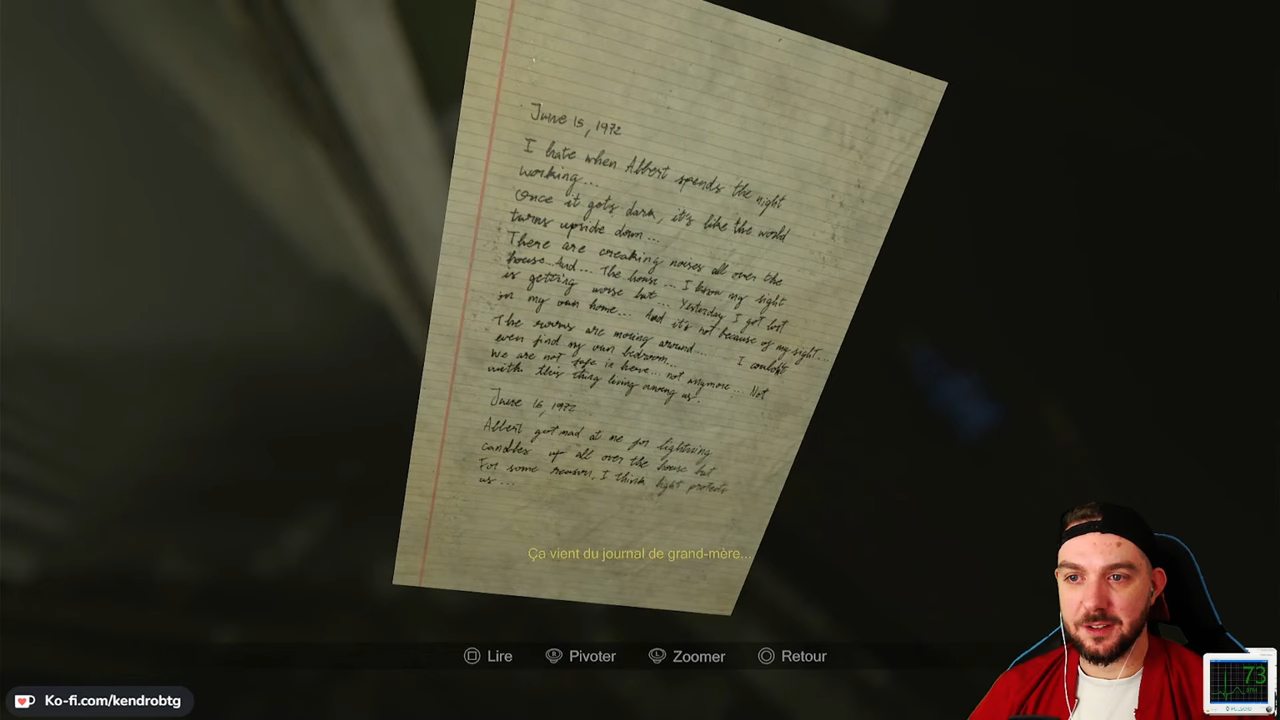 June 15, 1972
I hate when Albert spends the night
working...
Once it gets dark, it's like the world
turns upside down...
There are creaking noises all over the
house... And... The house... I know my sight
is getting worse but... Yesterday I got lost
in my own home... And it's not because of my sight...
The rooms are moving around... I couldn't
even find my own bedroom...
We are not safe in here... not anymore... Not
with this thing living among us.
June 16, 1972
Albert got mad at me for lightning
candles up all over the house but
For some reason, I think light protects
us...
Ça vient du journal de grand-mère...
Lire Pivoter Zoomer Retour
Ko-fi.com/kendrobtg
73